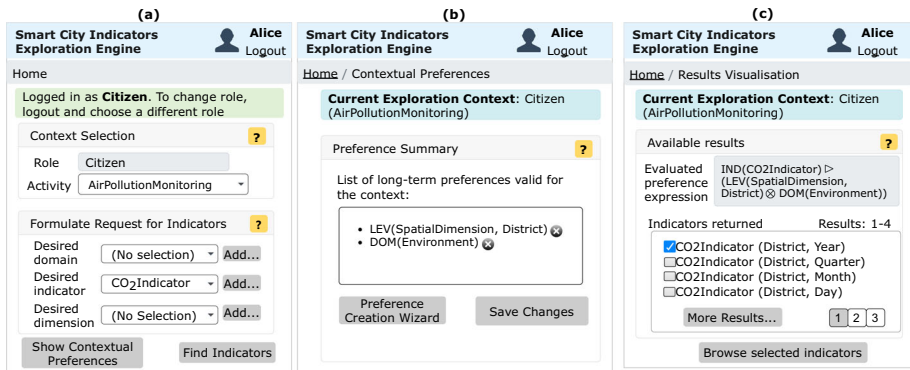 (a)
Smart City Indicators
Exploration Engine
Alice
Logout
Home
Logged in as Citizen. To change role,
logout and choose a different role
Context Selection
?
Role
Citizen
Activity
AirPollutionMonitoring
Formulate Request for Indicators
?
Desired
domain
(No selection)
Add...
Desired
indicator
CO2Indicator
Add...
Desired
dimension
(No Selection)
Add...
Show Contextual
Preferences
Find Indicators
(b)
Smart City Indicators
Exploration Engine
Alice
Logout
Home / Contextual Preferences
Current Exploration Context: Citizen
(AirPollutionMonitoring)
Preference Summary
?
List of long-term preferences valid for
the context:
• LEV(SpatialDimension, District)
• DOM(Environment)
Preference
Creation Wizard
Save Changes
(c)
Smart City Indicators
Exploration Engine
Alice
Logout
Home / Results Visualisation
Current Exploration Context: Citizen
(AirPollutionMonitoring)
Available results
?
Evaluated
preference
expression
IND(CO2Indicator) ▷
(LEV(SpatialDimension,
District) ⊗ DOM(Environment))
Indicators returned
Results: 1-4
CO2Indicator (District, Year)
CO2Indicator (District, Quarter)
CO2Indicator (District, Month)
CO2Indicator (District, Day)
More Results...
1 2 3
Browse selected indicators